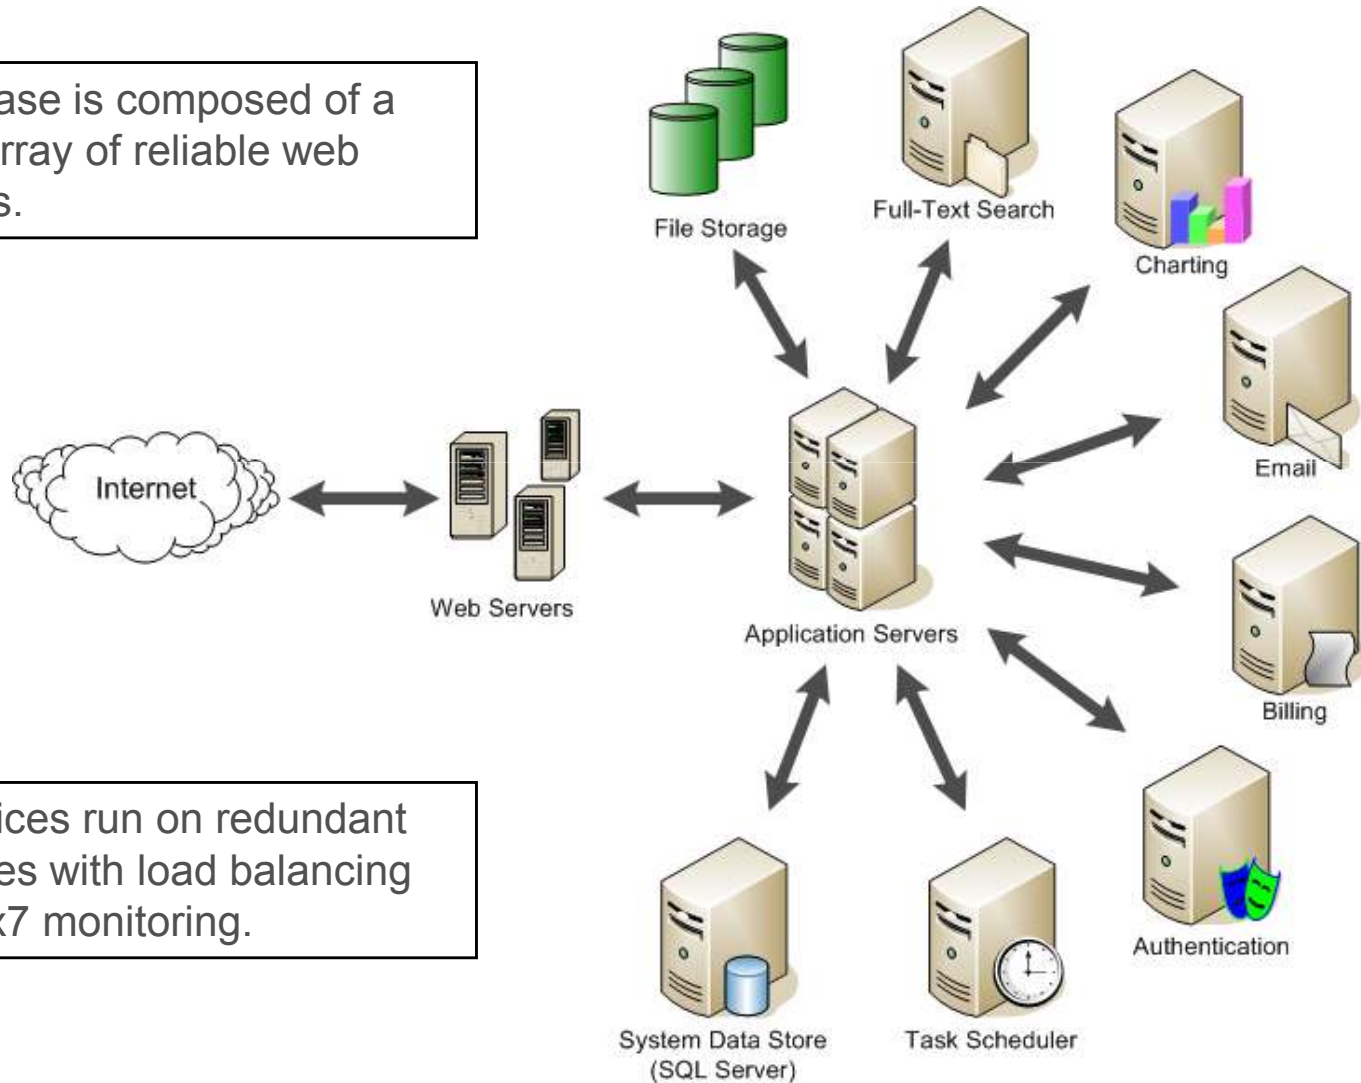 ase is composed of a
rray of reliable web
s.
File Storage
Full-Text Search
Charting
Internet
Email
Web Servers
Application Servers
Billing
ices run on redundant
es with load balancing
x7 monitoring.
Authentication
System Data Store
(SQL Server)
Task Scheduler